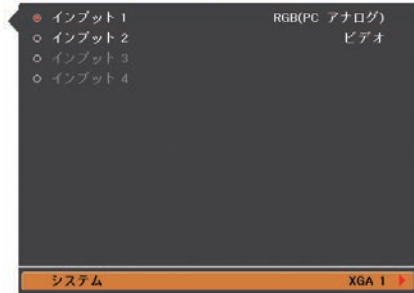 インプット 1 RGB(PC アナログ)
インプット 2 ビデオ
インプット 3
インプット 4
システム XGA 1